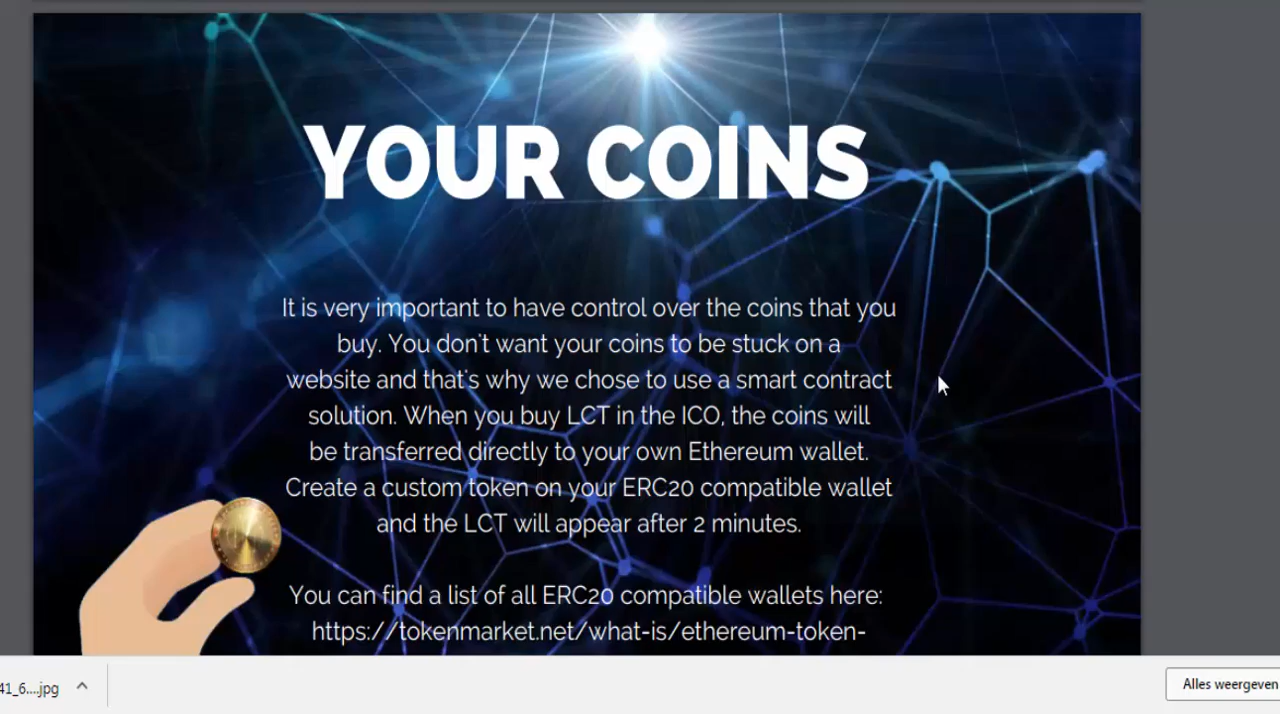 YOUR COINS
It is very important to have control over the coins that you
buy. You don't want your coins to be stuck on a
website and that's why we chose to use a smart contract
solution. When you buy LCT in the ICO, the coins will
be transferred directly to your own Ethereum wallet.
Create a custom token on your ERC20 compatible wallet
and the LCT will appear after 2 minutes.
You can find a list of all ERC20 compatible wallets here:
https://tokenmarket.net/what-is/ethereum-token-
41_6....jpg
Alles weergeven